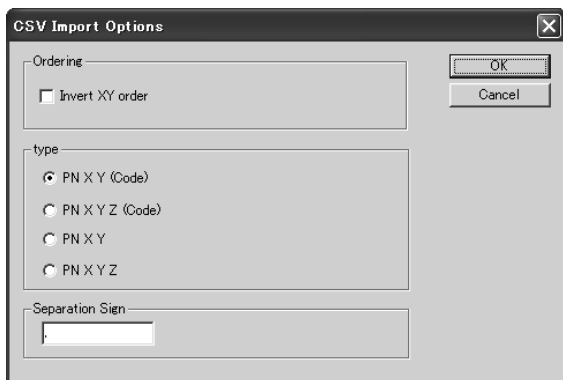 CSV Import Options
Ordering
Invert XY order
OK
Cancel
type
PN X Y (Code)
PN X Y Z (Code)
PN X Y
PN X Y Z
Separation Sign